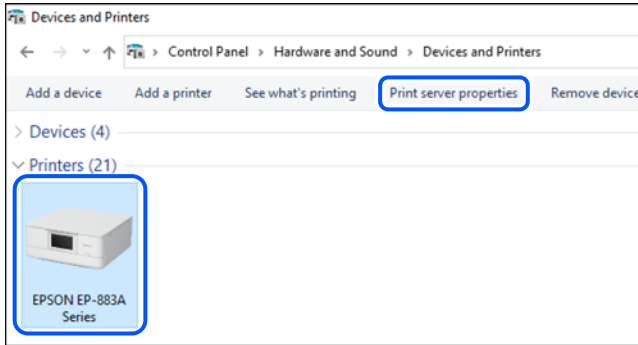 Devices and Printers
Control Panel > Hardware and Sound > Devices and Printers
Add a device Add a printer See what's printing Print server properties Remove device
Devices (4)
Printers (21)
EPSON EP-883A
Series